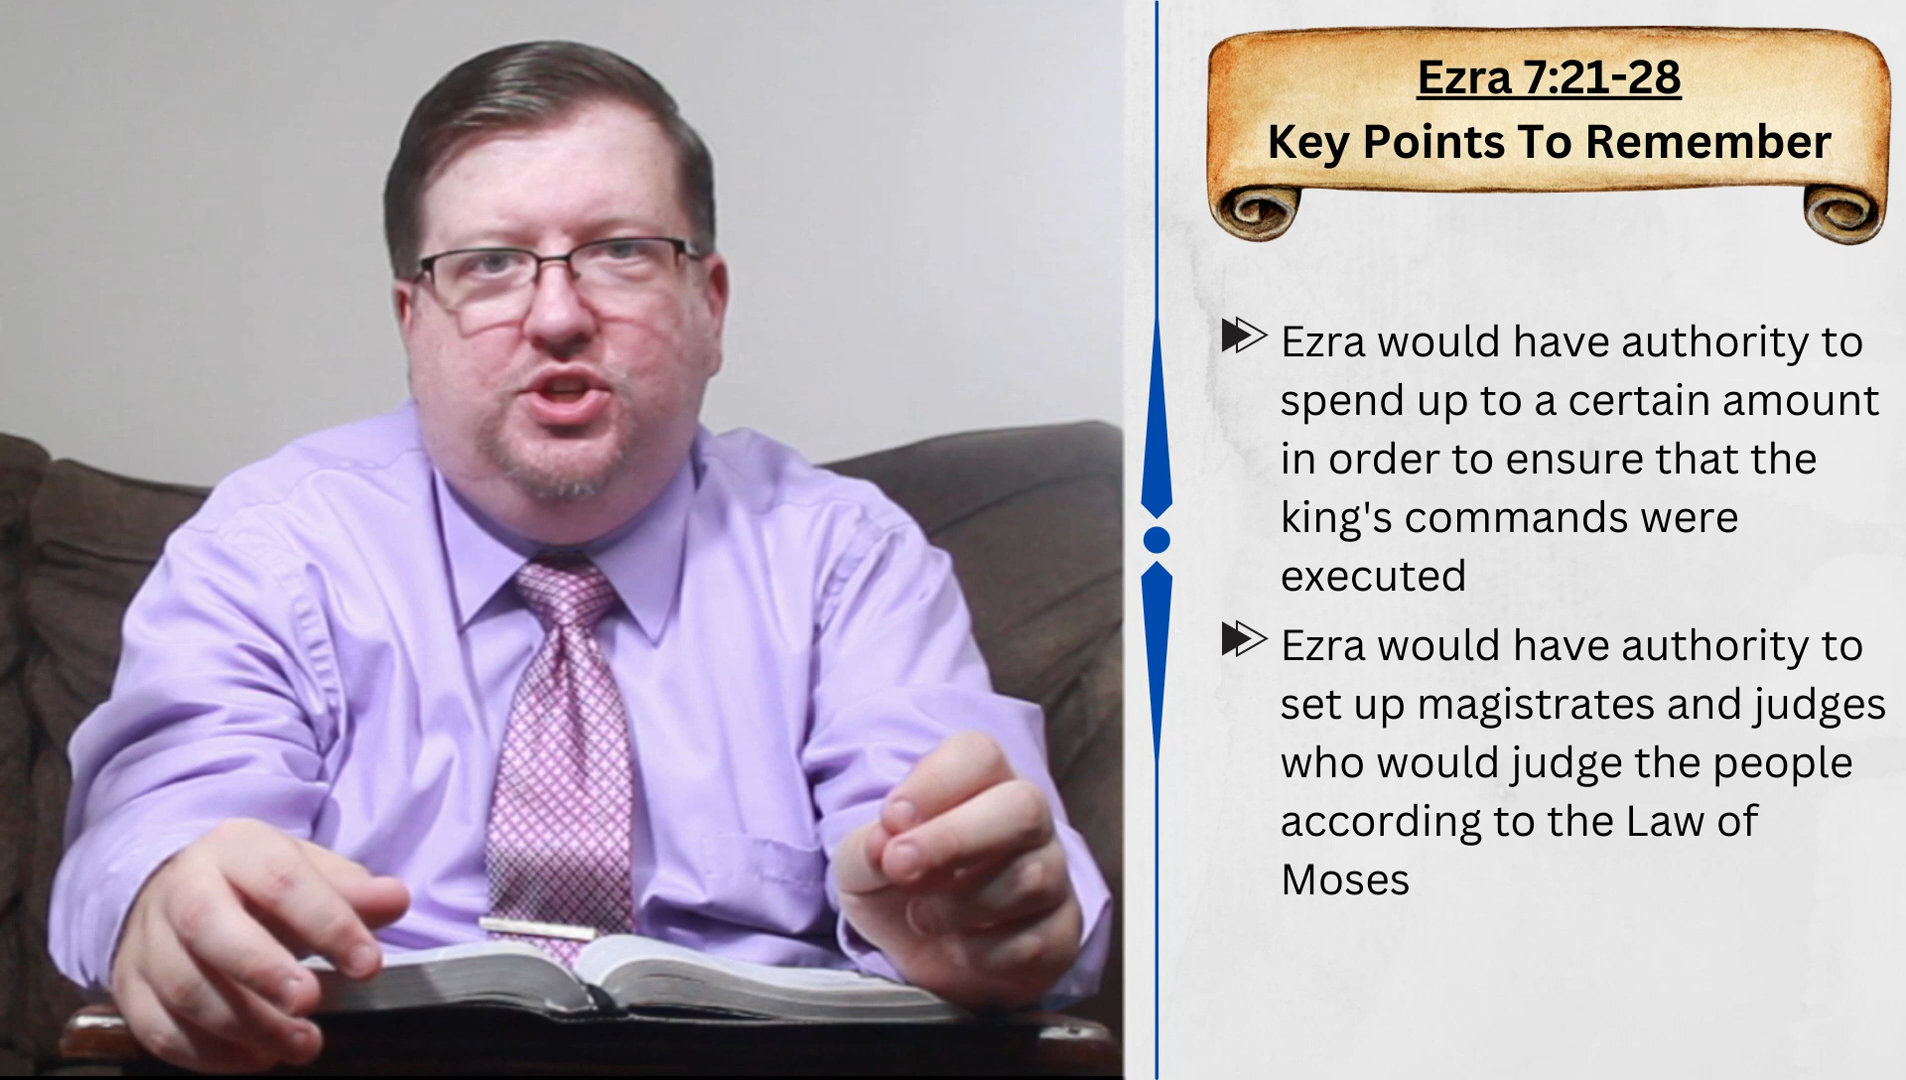 Ezra 7:21-28
Key Points To Remember
Ezra would have authority to
spend up to a certain amount
in order to ensure that the
king's commands were
executed
Ezra would have authority to
set up magistrates and judges
who would judge the people
according to the Law of
Moses